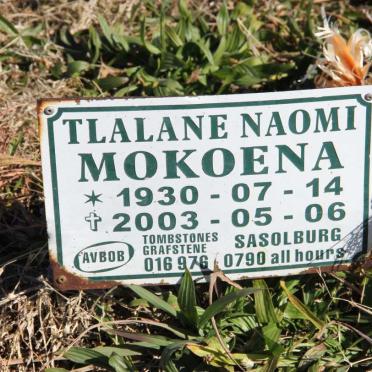 TLALANE NAOMI
MOKOENA
* 1930 - 07 - 14
✝ 2003 - 05 - 06
AVBOB TOMBSTONES GRAFSTENE SASOLBURG
016 976 0790 all hours